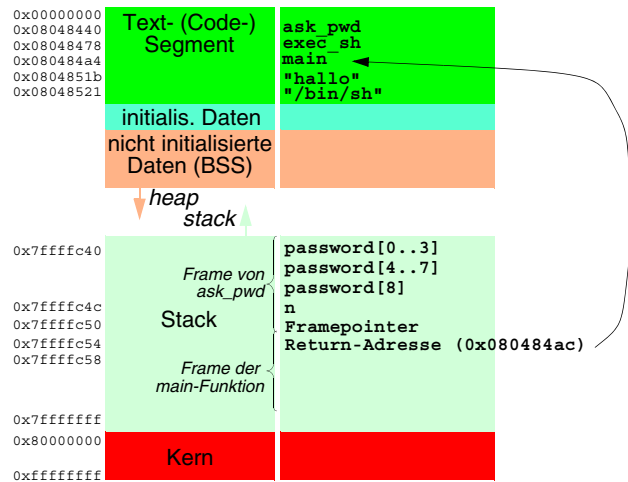 0x00000000
0x08048440
0x08048478
0x080484a4
0x0804851b
0x08048521
Text- (Code-)
Segment
ask_pwd
exec_sh
main
"hallo"
"/bin/sh"
initialis. Daten
nicht initialisierte
Daten (BSS)
heap
stack
0x7ffffc40
0x7ffffc4c
0x7ffffc50
0x7ffffc54
0x7ffffc58
0x7fffffff
Stack
Frame von
ask_pwd
Frame der
main-Funktion
password[0..3]
password[4..7]
password[8]
n
Framepointer
Return-Adresse (0x080484ac)
0x80000000
0xffffffff
Kern